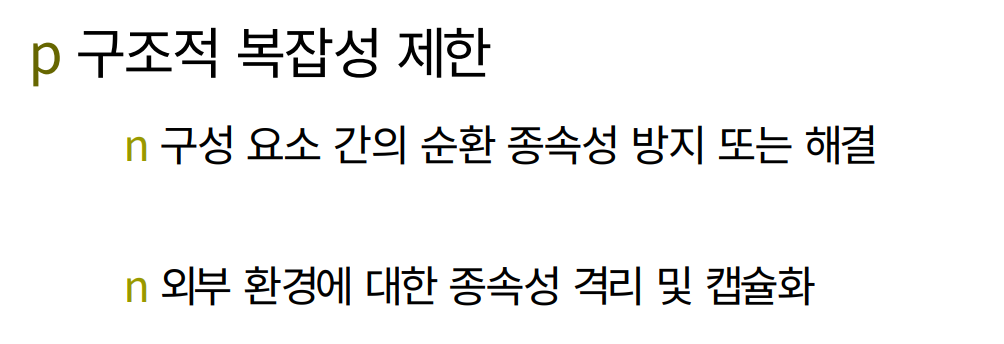 p 구조적 복잡성 제한
n 구성 요소 간의 순환 종속성 방지 또는 해결
n 외부 환경에 대한 종속성 격리 및 캡슐화